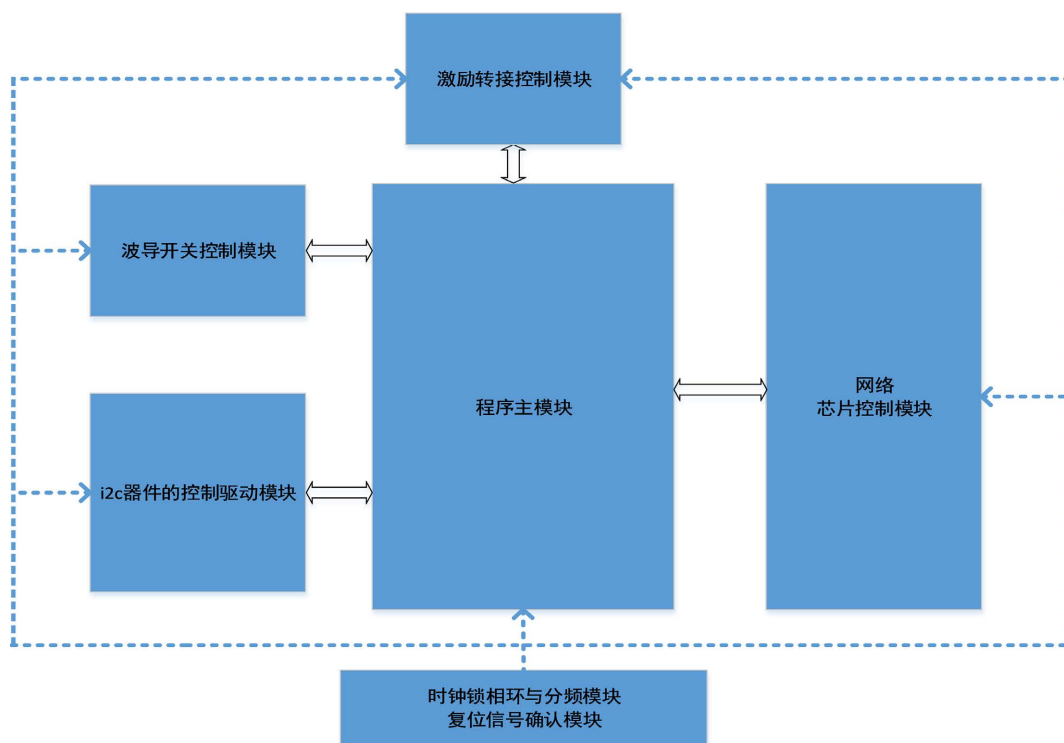 激励转接控制模块
波导开关控制模块
程序主模块
网络
芯片控制模块
i2c器件的控制驱动模块
时钟锁相环与分频模块
复位信号确认模块